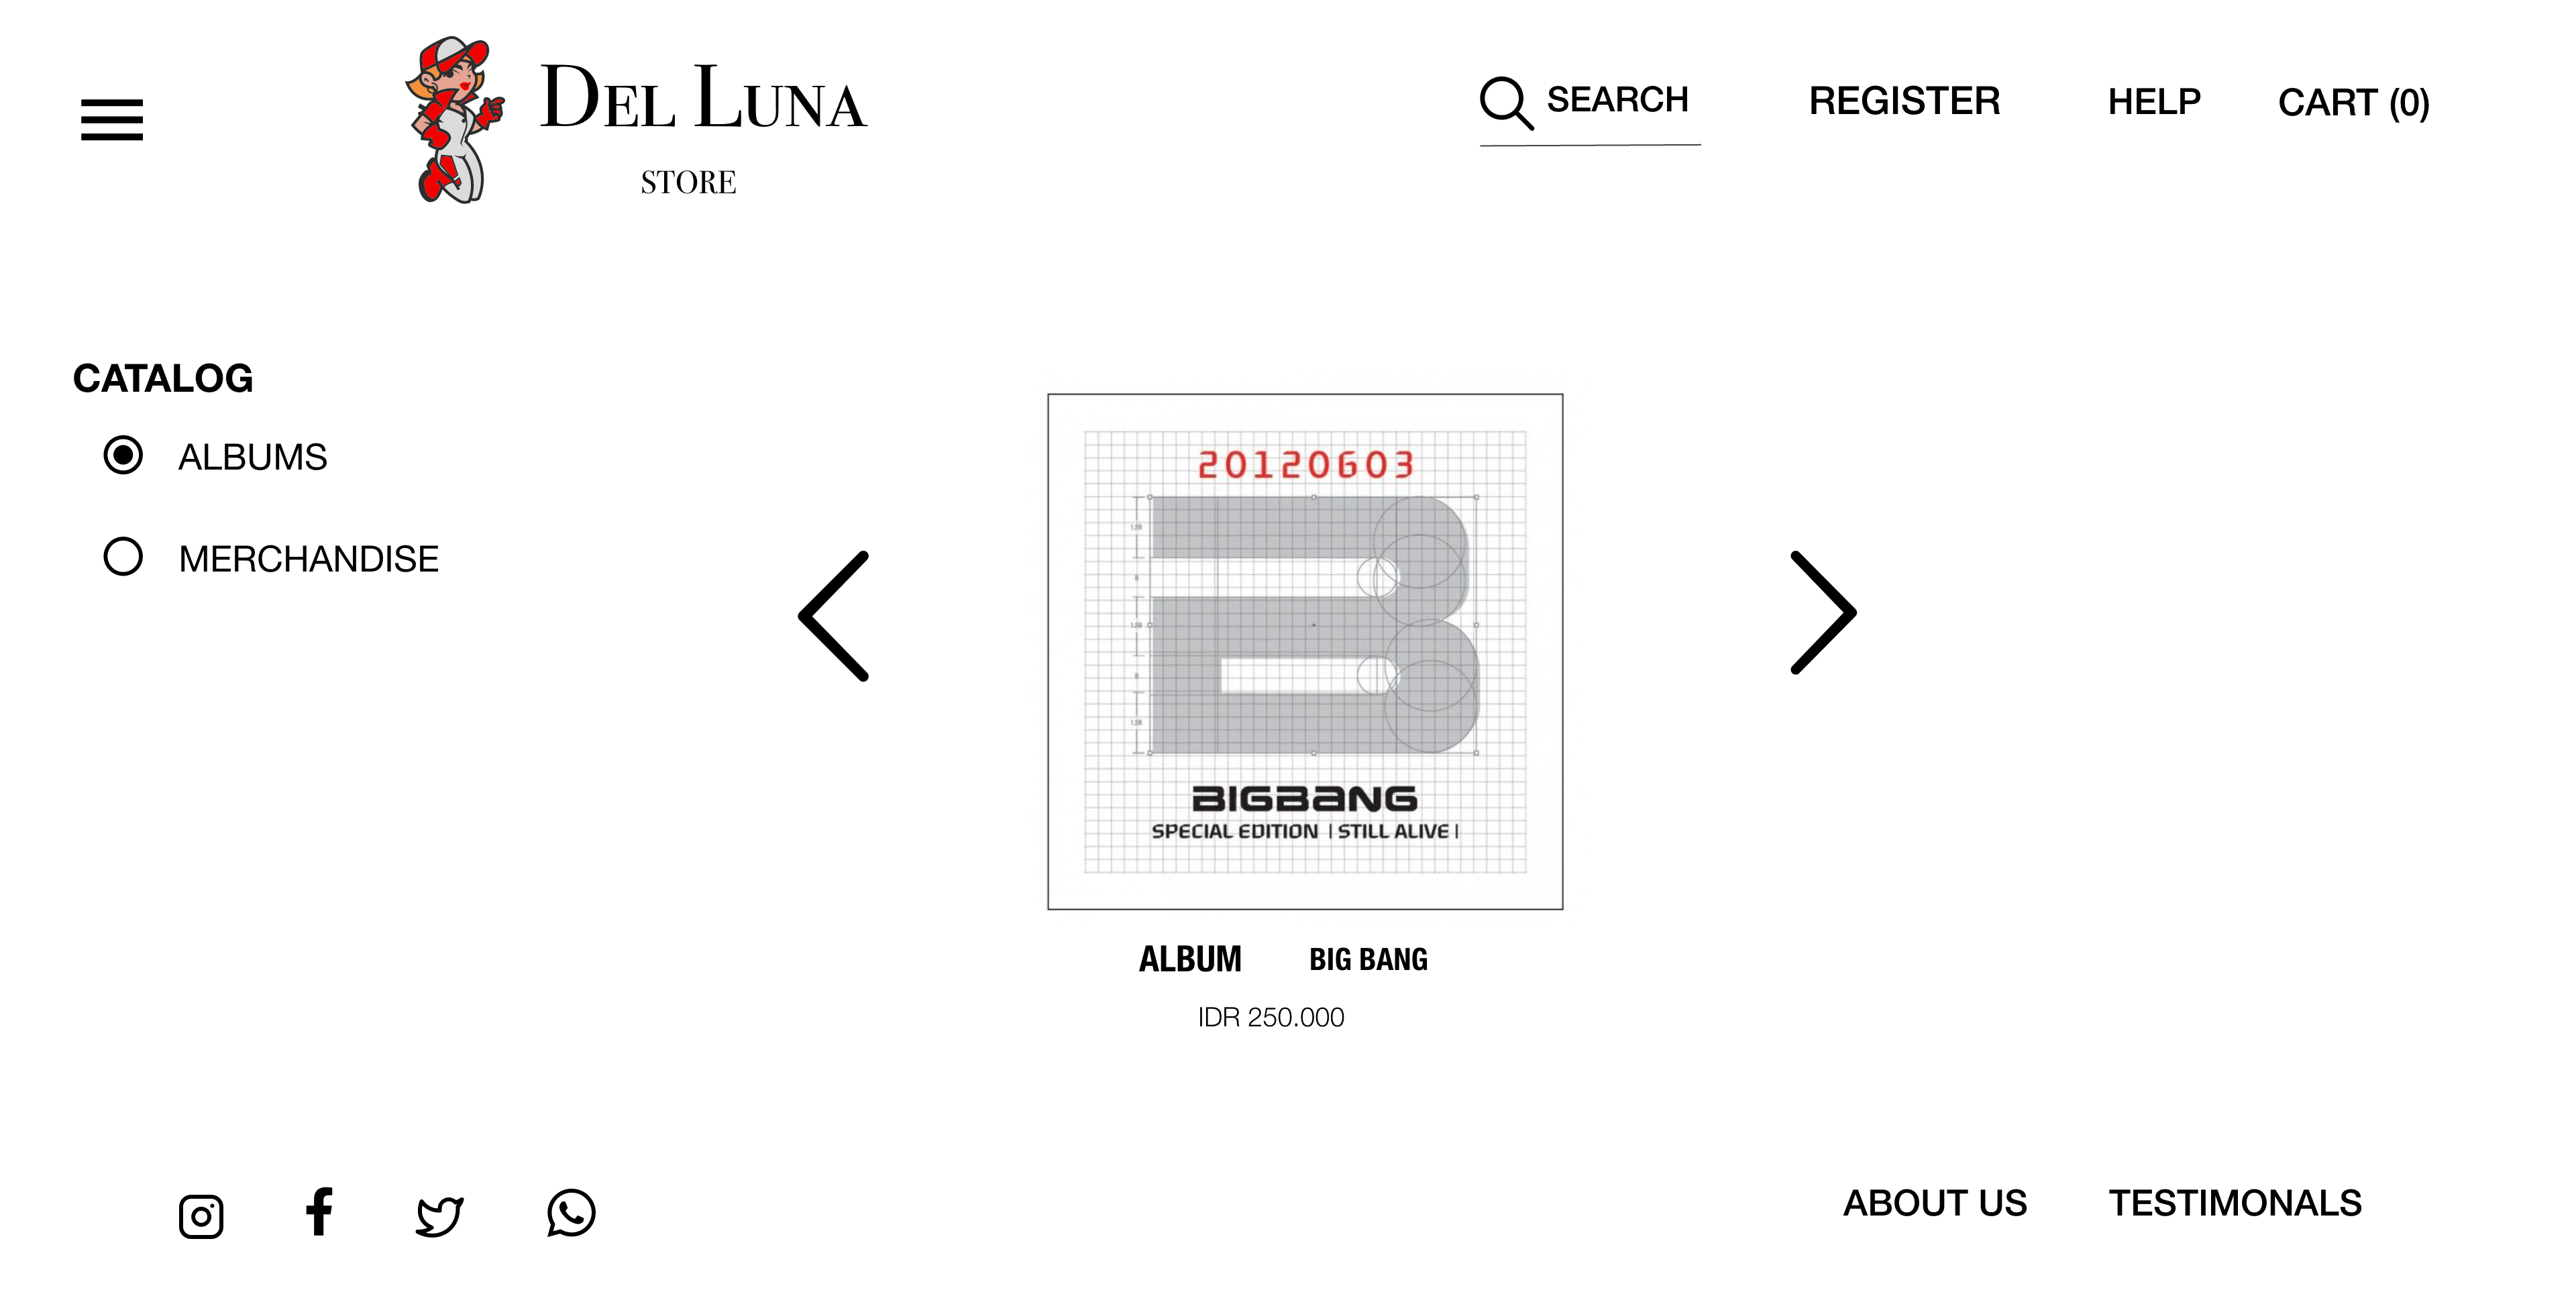 DEL LUNA
STORE
SEARCH
REGISTER
HELP
CART (0)
CATALOG
ALBUMS
MERCHANDISE
20120603
BIGBANG
SPECIAL EDITION | STILL ALIVE |
ALBUM
BIG BANG
IDR 250.000
ABOUT US
TESTIMONALS